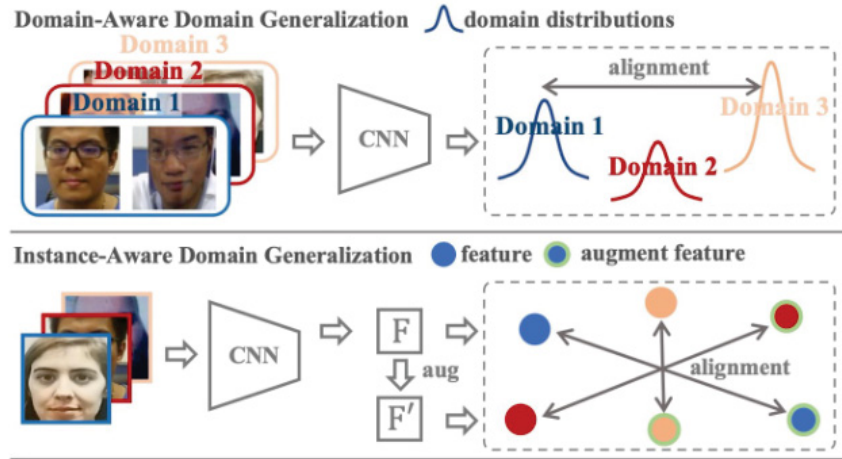 Domain-Aware Domain Generalization domain distributions
Domain 3
Domain 2
Domain 1
CNN
alignment
Domain 1
Domain 2
Domain 3
Instance-Aware Domain Generalization feature augment feature
CNN
F
aug
F′
alignment